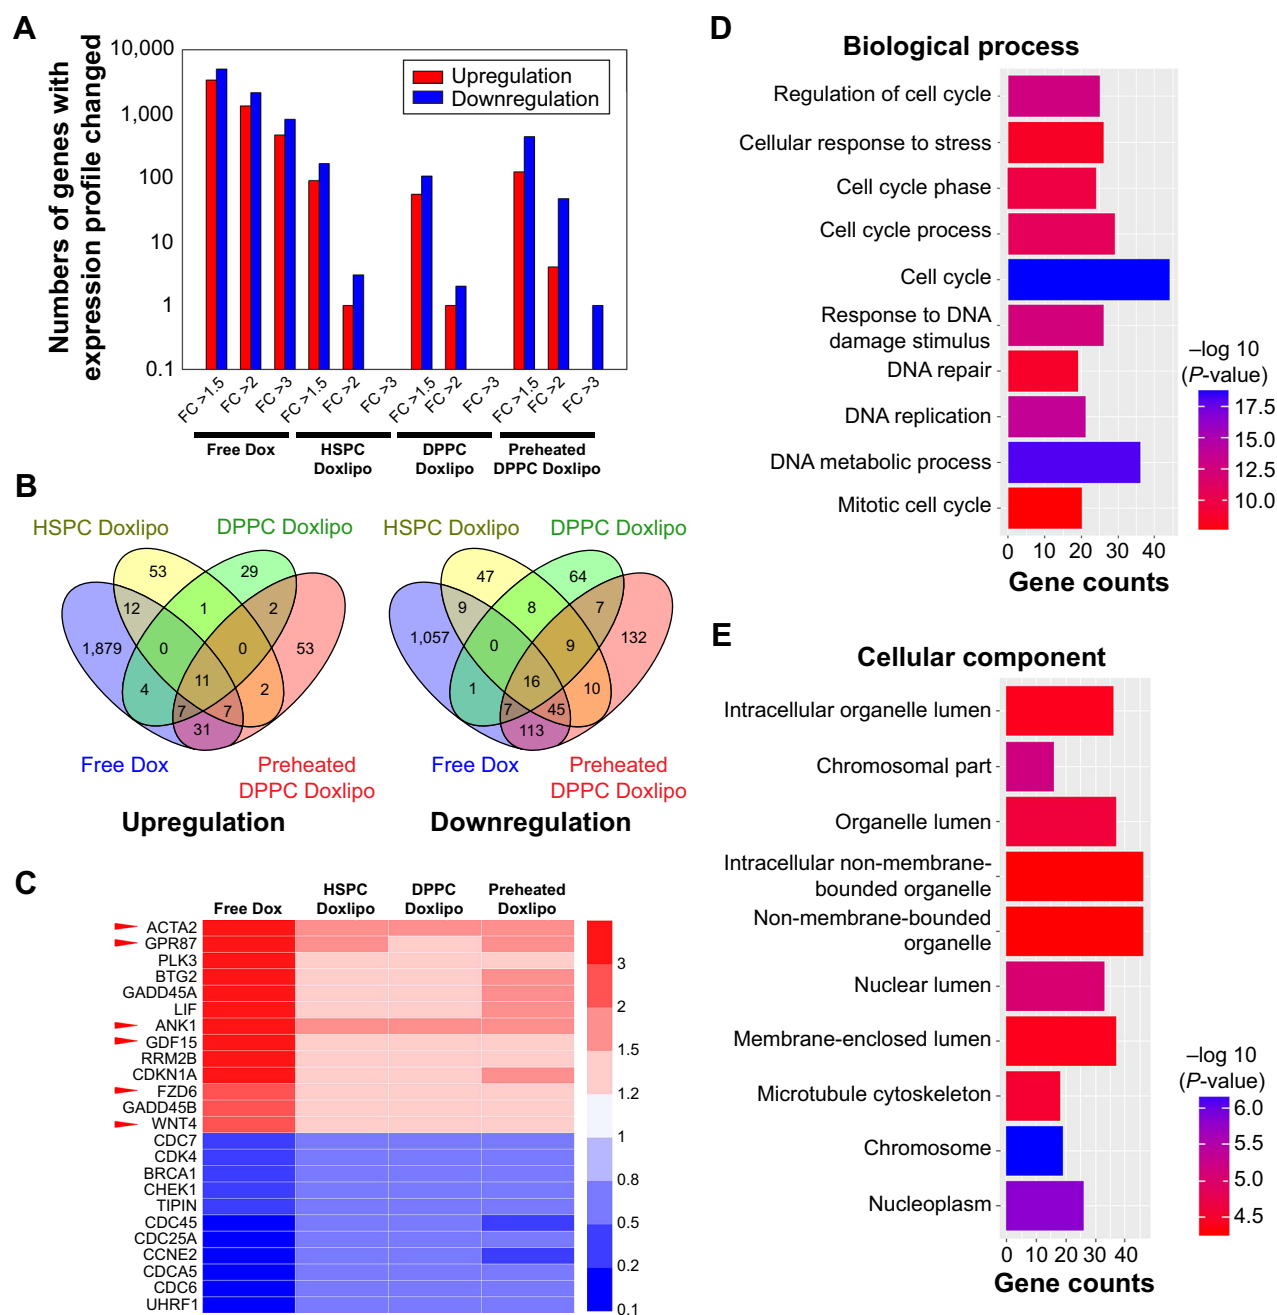 A
Numbers of genes with
expression profile changed
10,000
1,000
100
10
1
0.1
Upregulation
Downregulation
FC >1.5
FC >2
FC >3
FC >1.5
FC >2
FC >3
FC >1.5
FC >2
FC >3
FC >1.5
FC >2
FC >3
Free Dox
HSPC
Doxlipo
DPPC
Doxlipo
Preheated
DPPC Doxlipo
B
HSPC Doxlipo
DPPC Doxlipo
53
29
12
1
2
1,879
0
0
53
4
11
2
7
7
31
Free Dox
Preheated
DPPC Doxlipo
Upregulation
HSPC Doxlipo
DPPC Doxlipo
47
64
9
8
7
1,057
0
9
132
1
16
10
7
45
113
Free Dox
Preheated
DPPC Doxlipo
Downregulation
C
Free Dox
HSPC
Doxlipo
DPPC
Doxlipo
Preheated
Doxlipo
ACTA2
GPR87
PLK3
BTG2
GADD45A
LIF
ANK1
GDF15
RRM2B
CDKN1A
FZD6
GADD45B
WNT4
CDC7
CDK4
BRCA1
CHEK1
TIPIN
CDC45
CDC25A
CCNE2
CDCA5
CDC6
UHRF1
3
2
1.5
1.2
1
0.8
0.5
0.2
0.1
D
Biological process
Regulation of cell cycle
Cellular response to stress
Cell cycle phase
Cell cycle process
Cell cycle
Response to DNA
damage stimulus
DNA repair
DNA replication
DNA metabolic process
Mitotic cell cycle
0 10 20 30 40
Gene counts
–log 10
(P-value)
17.5
15.0
12.5
10.0
E
Cellular component
Intracellular organelle lumen
Chromosomal part
Organelle lumen
Intracellular non-membrane-
bounded organelle
Non-membrane-bounded
organelle
Nuclear lumen
Membrane-enclosed lumen
Microtubule cytoskeleton
Chromosome
Nucleoplasm
0 10 20 30 40
Gene counts
–log 10
(P-value)
6.0
5.5
5.0
4.5